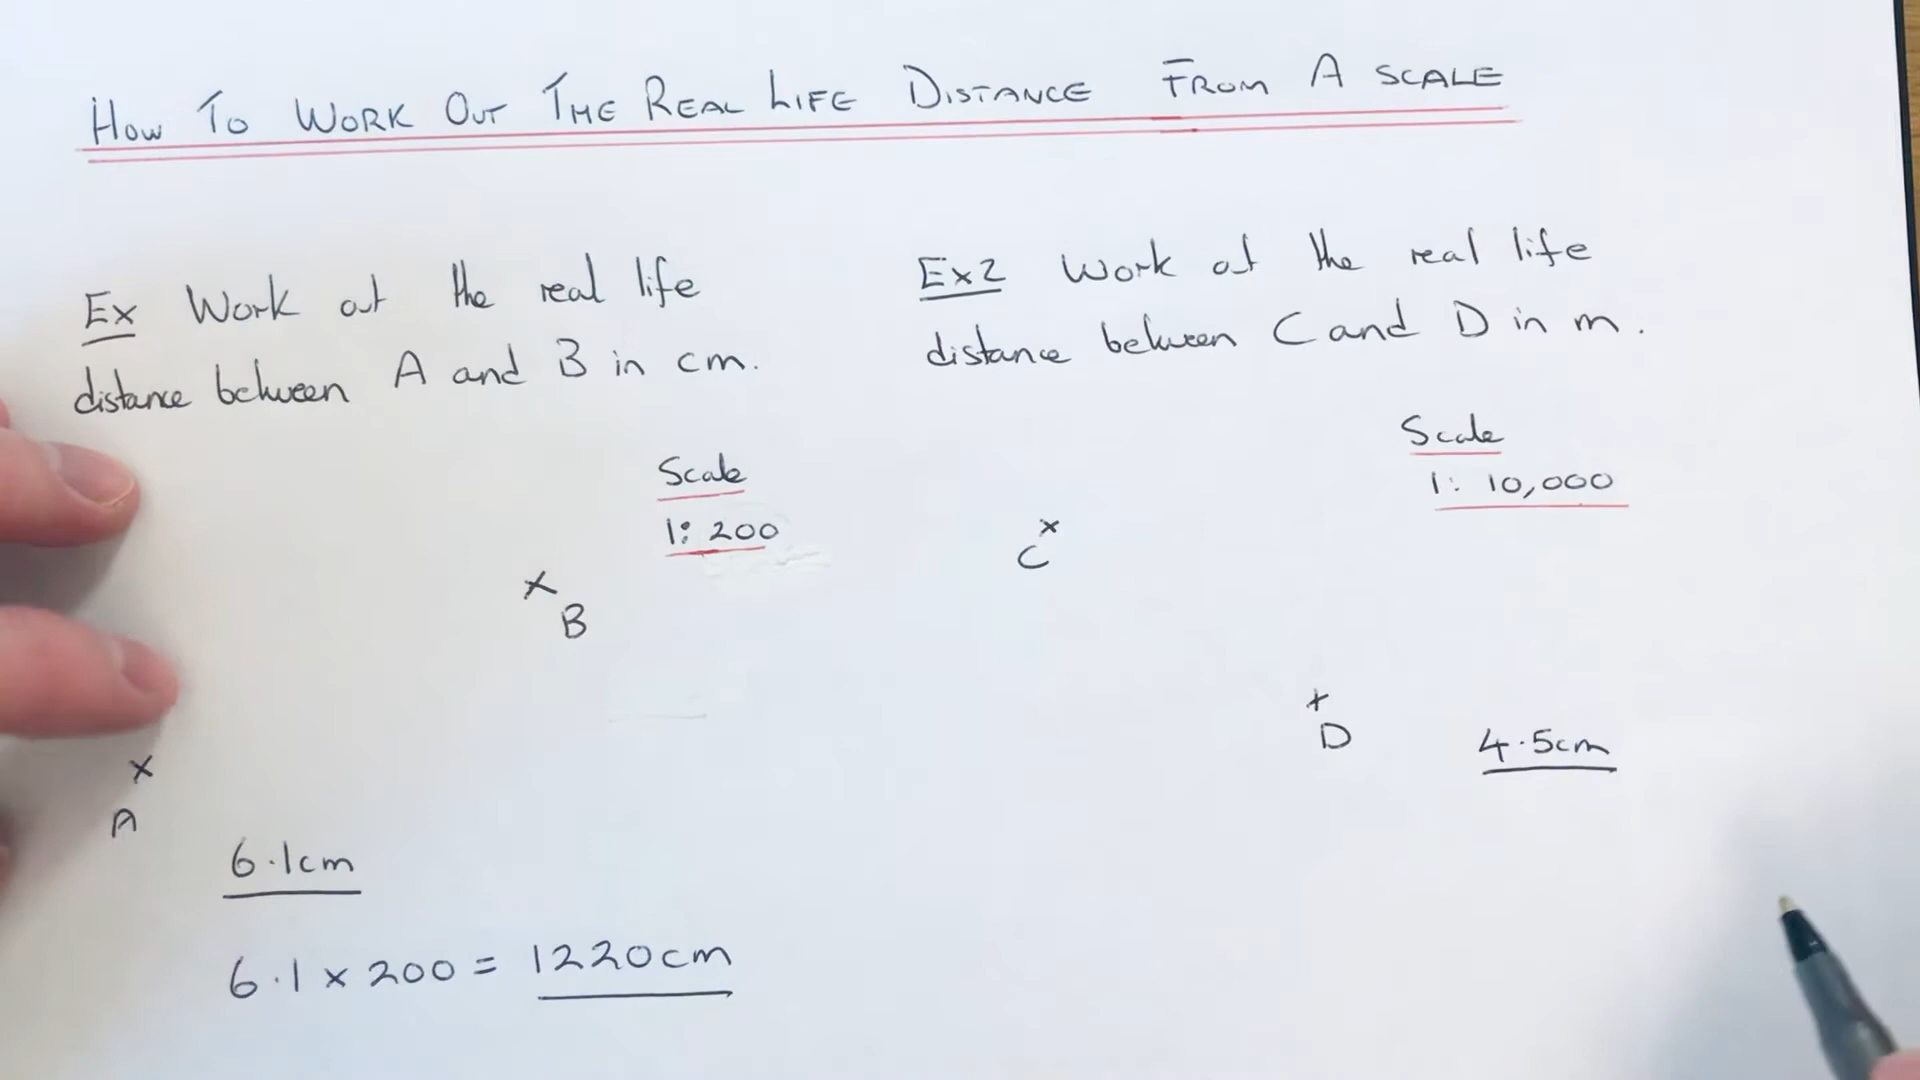 HOW TO WORK OUT THE REAL LIFE DISTANCE FROM A SCALE
Ex Work out the real life
distance between A and B in cm.
Scale
1: 200
B
A
6.1cm
6.1 x 200 = 1220cm
Ex2 Work out the real life
distance between C and D in m.
Scale
1: 10,000
C
D
4.5cm